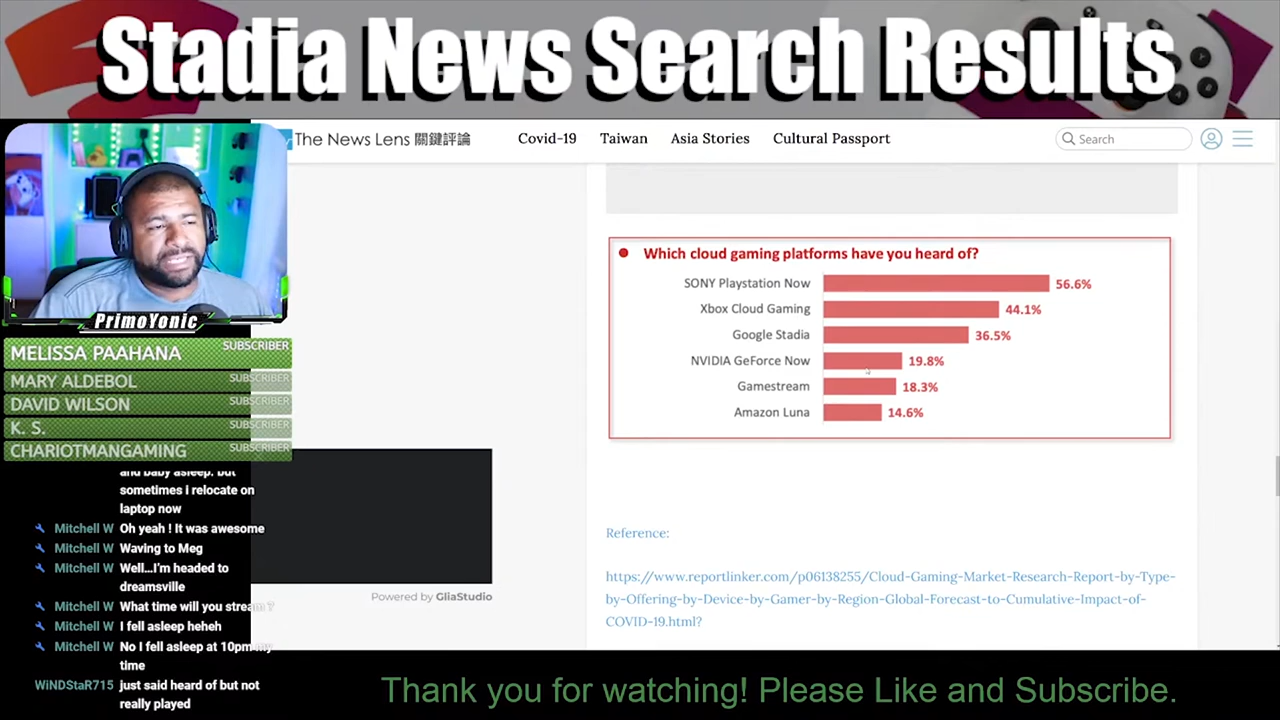 Stadia News Search Results
The News Lens 關鍵評論
Covid-19
Taiwan
Asia Stories
Cultural Passport
Search
Which cloud gaming platforms have you heard of?
SONY Playstation Now 56.6%
Xbox Cloud Gaming 44.1%
Google Stadia 36.5%
NVIDIA GeForce Now 19.8%
Gamestream 18.3%
Amazon Luna 14.6%
PrimoYonic
MELISSA PAAHANA SUBSCRIBER
MARY ALDEBOL SUBSCRIBER
DAVID WILSON SUBSCRIBER
K. S. SUBSCRIBER
CHARIOTMANGAMING SUBSCRIBER
and baby asleep. but
sometimes i relocate on
laptop now
Mitchell W Oh yeah ! It was awesome
Mitchell W Waving to Meg
Mitchell W Well...I'm headed to
dreamsville
Mitchell W What time will you stream ?
Mitchell W I fell asleep heheh
Mitchell W No I fell asleep at 10pm my
time
WiNDStaR715 just said heard of but not
really played
Powered by GliaStudio
Reference:
https://www.reportlinker.com/p06138255/Cloud-Gaming-Market-Research-Report-by-Type-
by-Offering-by-Device-by-Gamer-by-Region-Global-Forecast-to-Cumulative-Impact-of-
COVID-19.html?
Thank you for watching! Please Like and Subscribe.